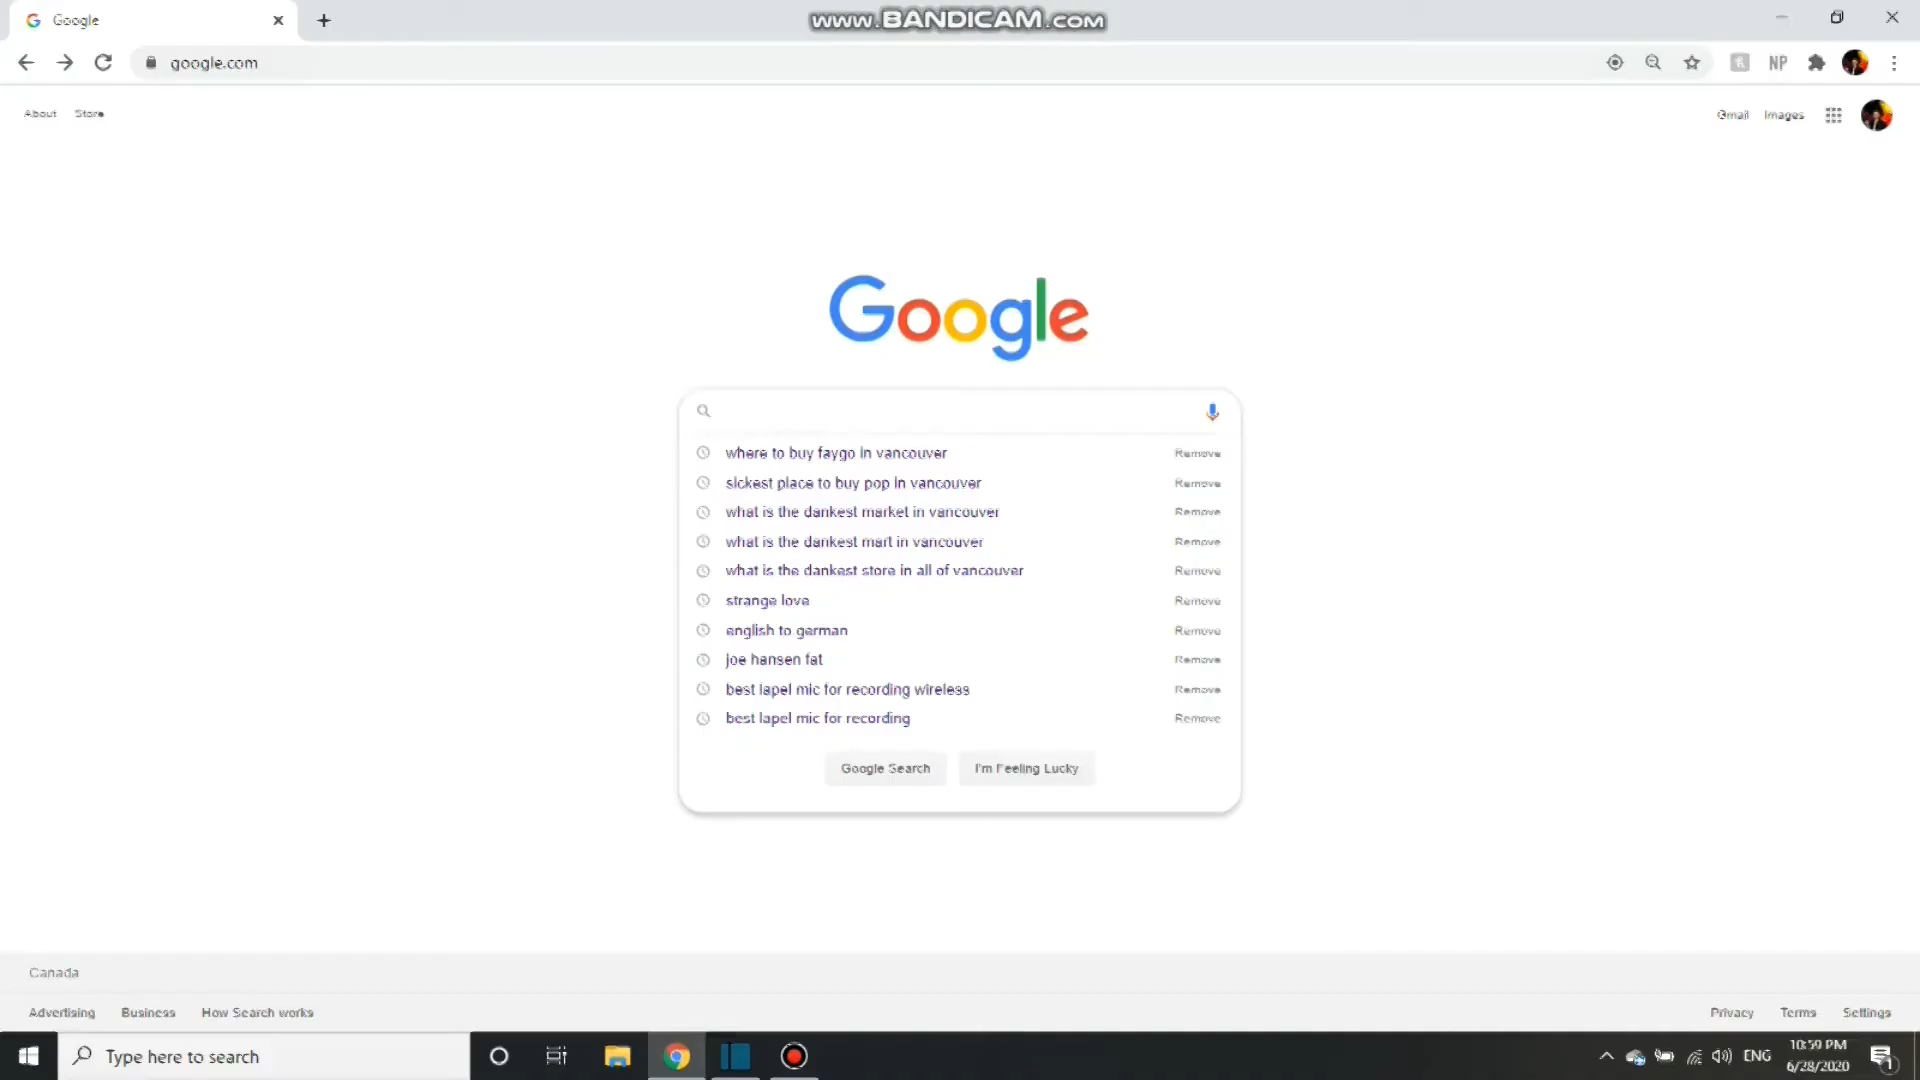 Google
www.BANDICAM.com
google.com
NP
About Store
Gmail Images
Google
where to buy faygo in vancouver Remove
sickest place to buy pop in vancouver Remove
what is the dankest market in vancouver Remove
what is the dankest mart in vancouver Remove
what is the dankest store in all of vancouver Remove
strange love Remove
english to german Remove
joe hansen fat Remove
best lapel mic for recording wireless Remove
best lapel mic for recording Remove
Google Search I'm Feeling Lucky
Canada
Advertising Business How Search works Privacy Terms Settings
Type here to search
ENG
10:59 PM
6/28/2020
1